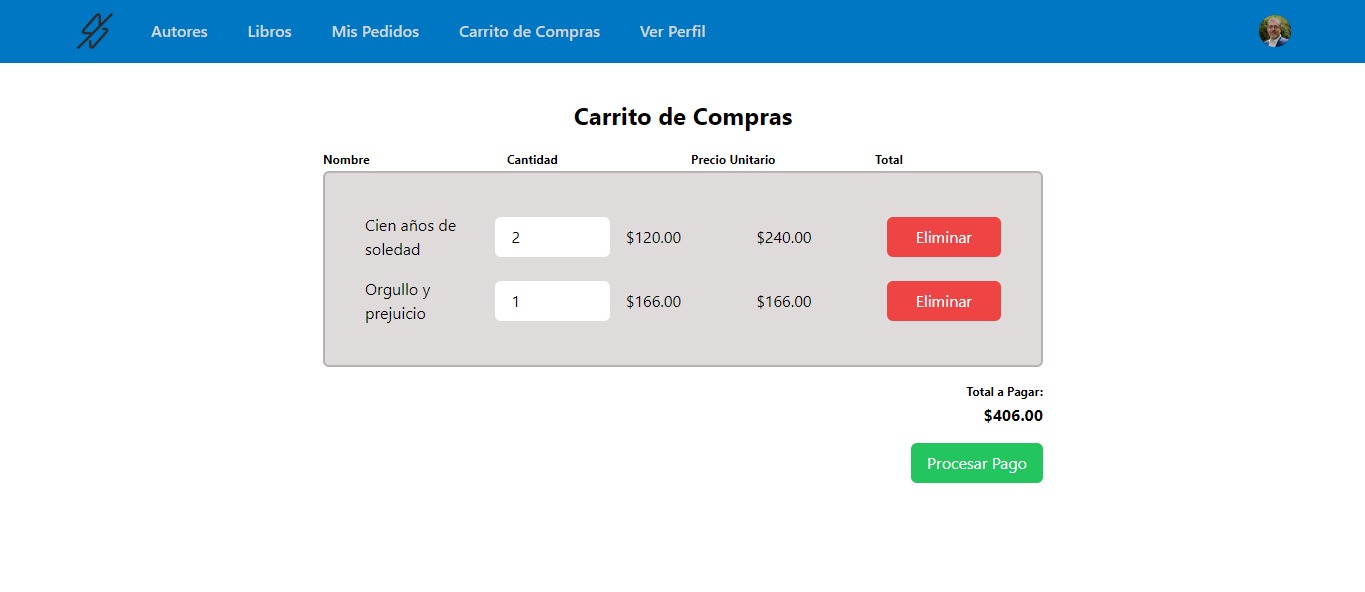 Autores Libros Mis Pedidos Carrito de Compras Ver Perfil
Carrito de Compras
Nombre Cantidad Precio Unitario Total
Cien años de
soledad
2 $120.00 $240.00 Eliminar
Orgullo y
prejuicio
1 $166.00 $166.00 Eliminar
Total a Pagar:
$406.00
Procesar Pago